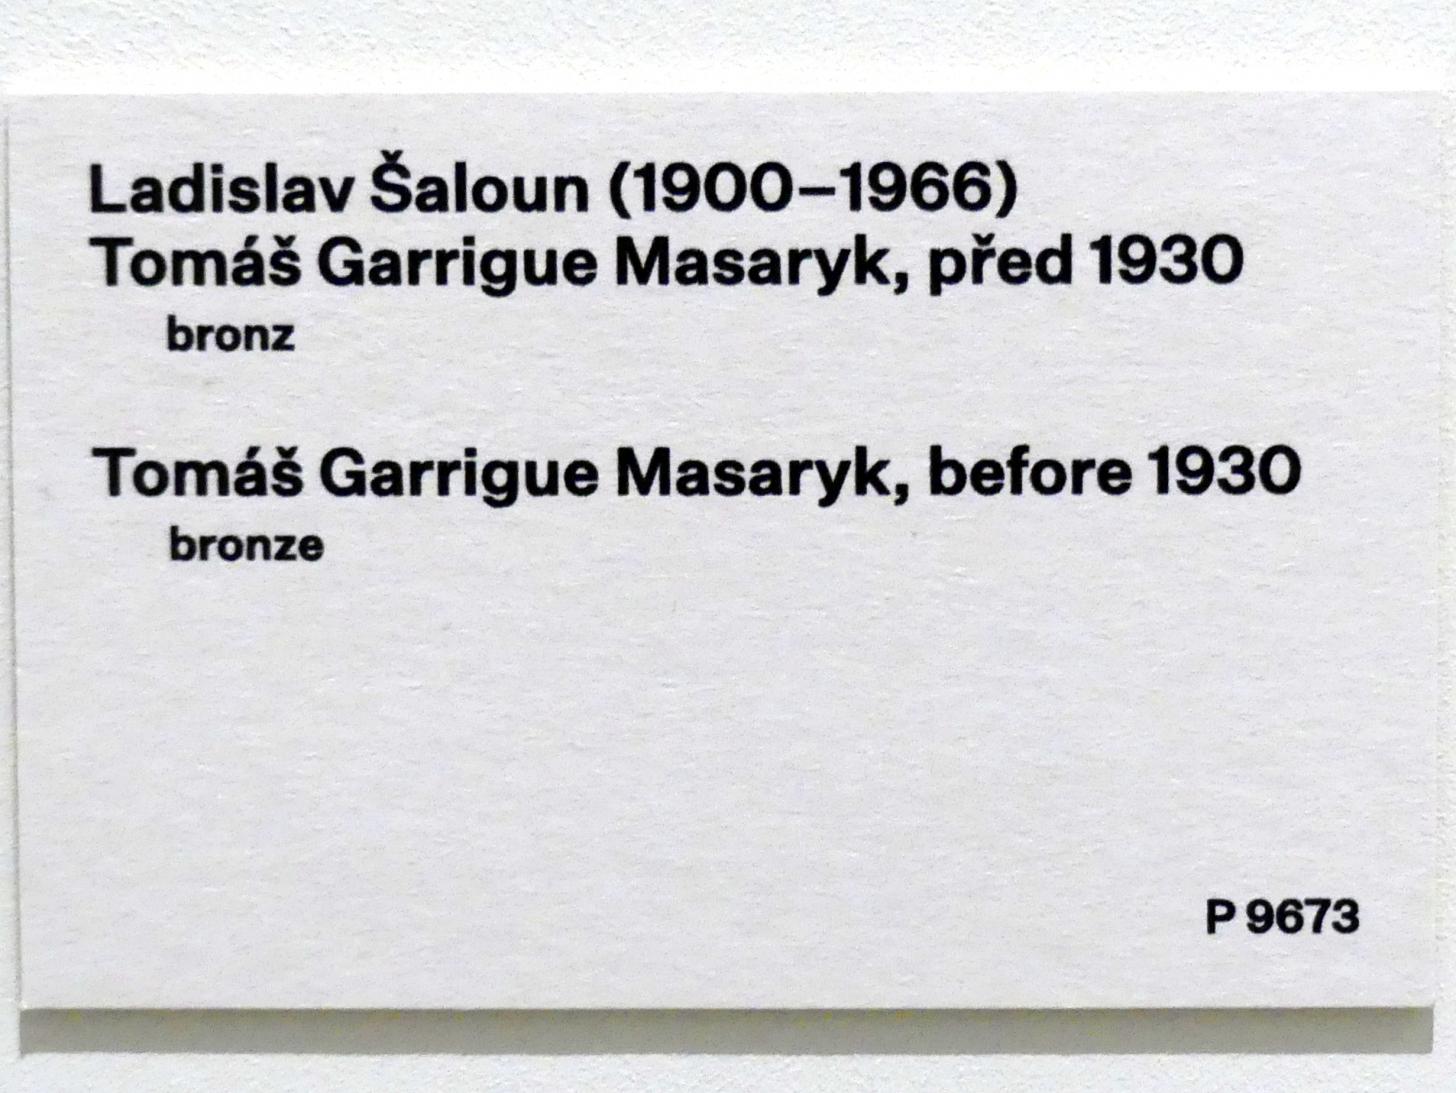 Ladislav Šaloun (1900–1966)
Tomáš Garrigue Masaryk, před 1930
bronz
Tomáš Garrigue Masaryk, before 1930
bronze
P 9673